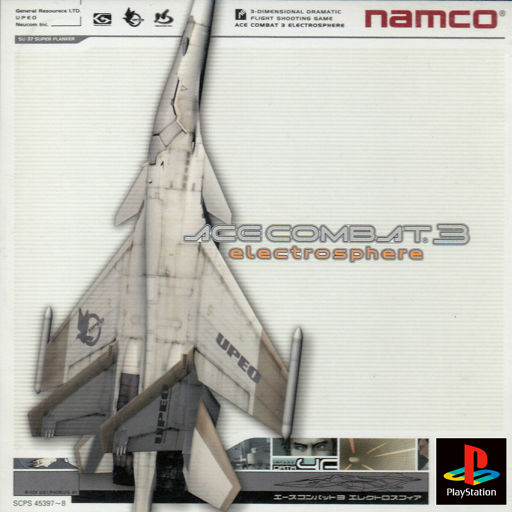 General Resource LTD.
UPEO
Neucom Inc.
3-DIMENSIONAL DRAMATIC
FLIGHT SHOOTING GAME
ACE COMBAT 3 ELECTROSPHERE
namco®
SU-37 SUPER FLANKER
ACE COMBAT® 3
electrosphere
UPEO
エースコンバット3 エレクトロスフィア
SCPS 45397~8
PlayStation